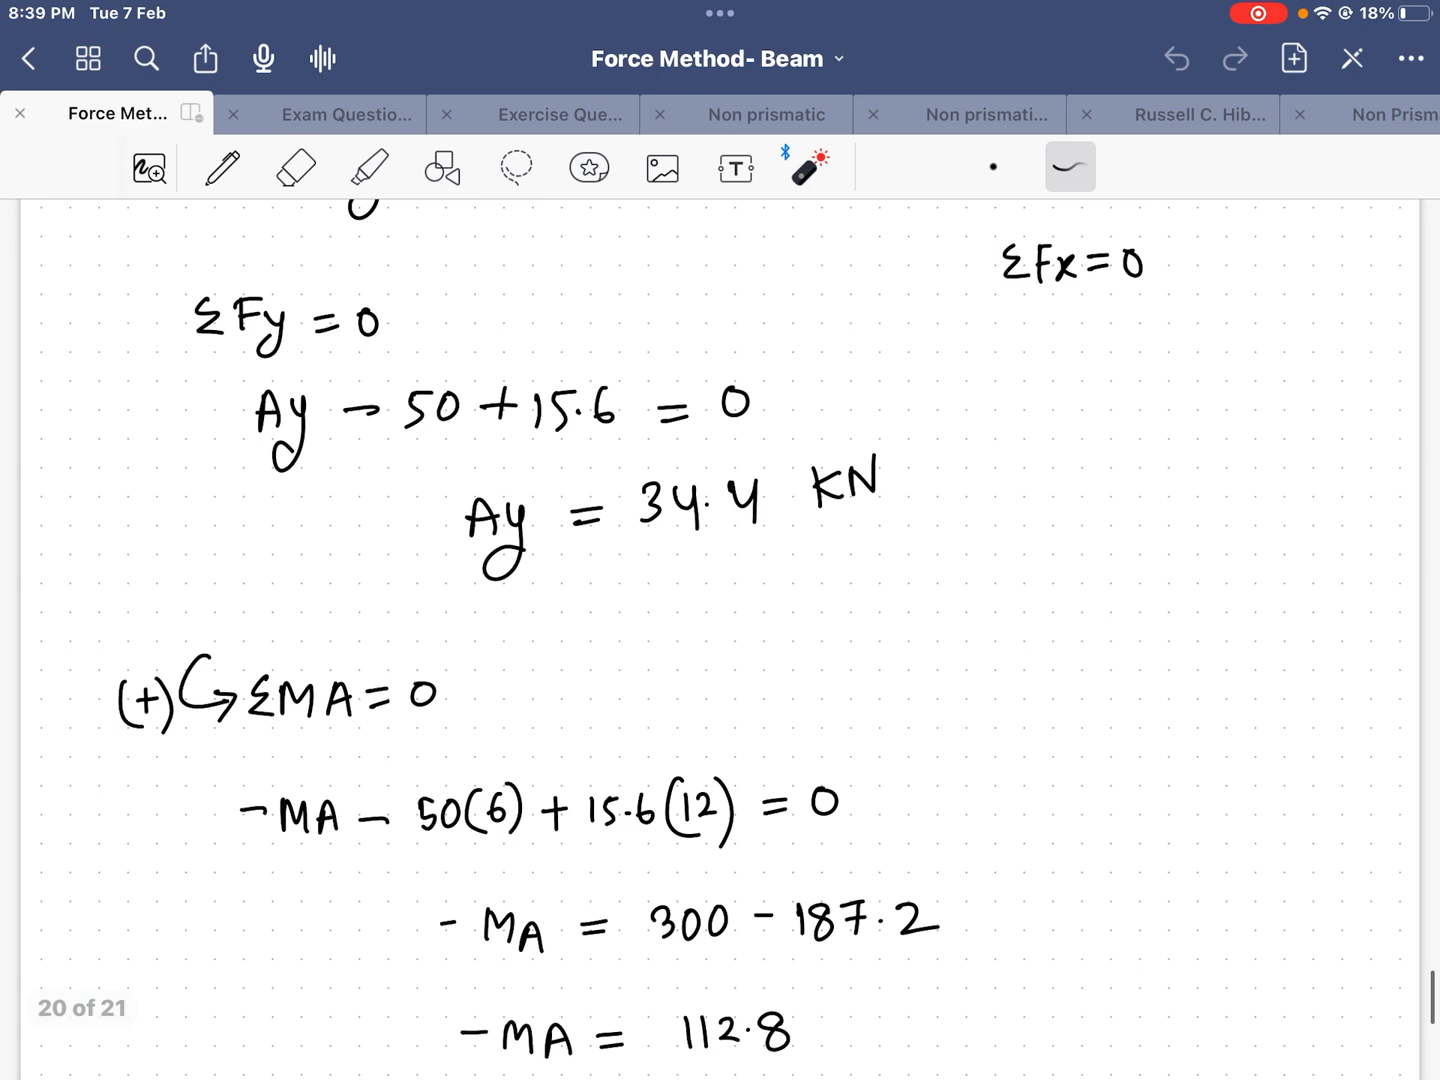 8:39 PM Tue 7 Feb
18%
Force Method- Beam
Force Met...
Exam Questio...
Exercise Que...
Non prismatic
Non prismati...
Russell C. Hib...
Non Prism
T
ΣFx = 0
ΣFy = 0
Ay - 50 + 15.6 = 0
Ay = 34.4 KN
(+) ΣMA = 0
- MA - 50(6) + 15.6(12) = 0
- MA = 300 - 187.2
- MA = 112.8
20 of 21